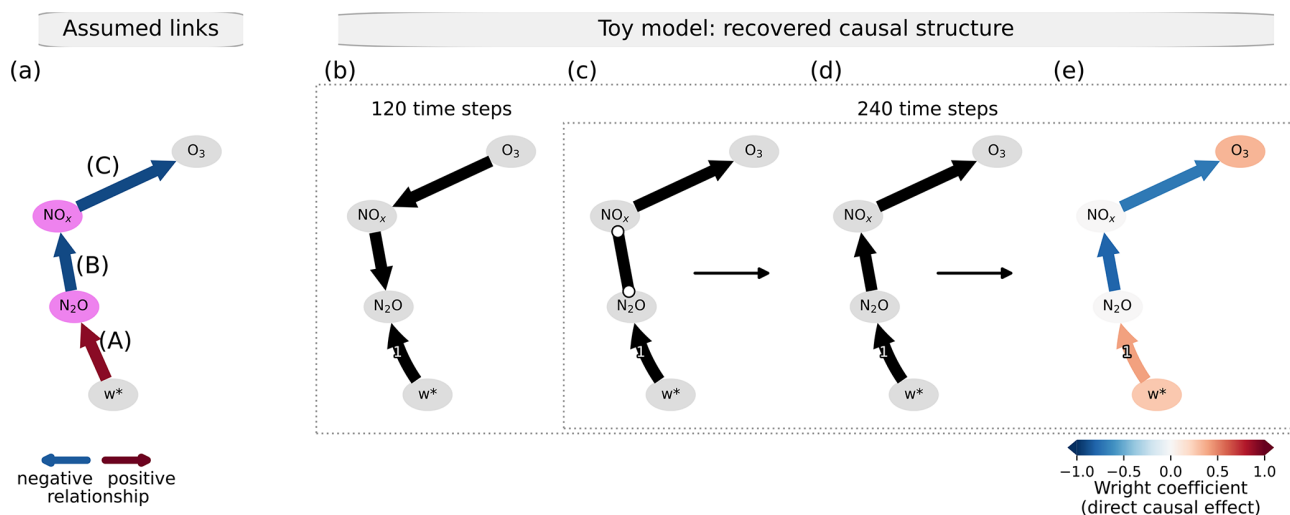 Assumed links
Toy model: recovered causal structure
(a)
(b)
(c)
(d)
(e)
120 time steps
240 time steps
O₃
(C)
NOₓ
(B)
N₂O
(A)
w*
O₃
NOₓ
N₂O
1
w*
O₃
NOₓ
N₂O
1
w*
O₃
NOₓ
N₂O
1
w*
O₃
NOₓ
N₂O
1
w*
negative positive
relationship
−1.0 −0.5 0.0 0.5 1.0
Wright coefficient
(direct causal effect)